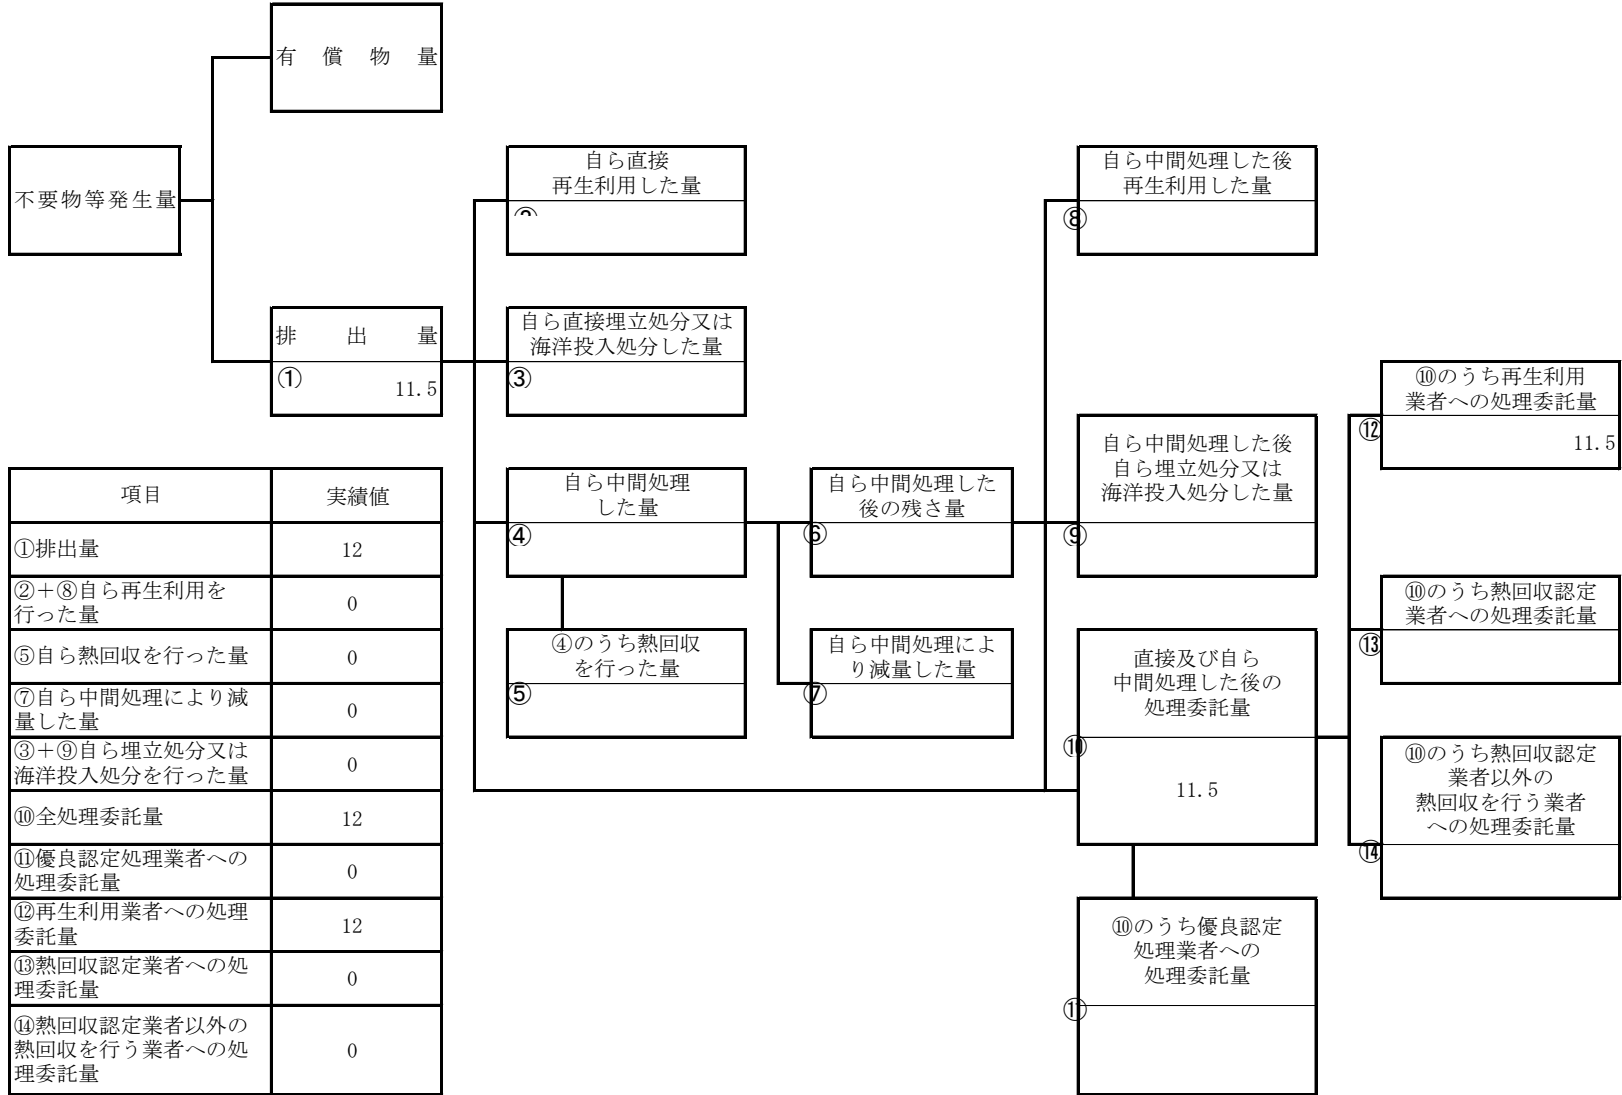 有償物量
不要物等発生量
排出量
①
11.5
自ら直接
再生利用した量
自ら直接埋立処分又は
海洋投入処分した量
③
自ら中間処理
した量
④
④のうち熱回収
を行った量
⑤
自ら中間処理した
後の残さ量
⑥
自ら中間処理によ
り減量した量
⑦
自ら中間処理した後
再生利用した量
⑧
自ら中間処理した後
自ら埋立処分又は
海洋投入処分した量
⑨
直接及び自ら
中間処理した後の
処理委託量
⑩
11.5
⑩のうち優良認定
処理業者への
処理委託量
⑪
⑩のうち再生利用
業者への処理委託量
⑫
11.5
⑩のうち熱回収認定
業者への処理委託量
⑬
⑩のうち熱回収認定
業者以外の
熱回収を行う業者
への処理委託量
⑭
項目 実績値
①排出量 12
②＋⑧自ら再生利用を
行った量 0
⑤自ら熱回収を行った量 0
⑦自ら中間処理により減
量した量 0
③＋⑨自ら埋立処分又は
海洋投入処分を行った量 0
⑩全処理委託量 12
⑪優良認定処理業者への
処理委託量 0
⑫再生利用業者への処理
委託量 12
⑬熱回収認定業者への処
理委託量 0
⑭熱回収認定業者以外の
熱回収を行う業者への処
理委託量 0